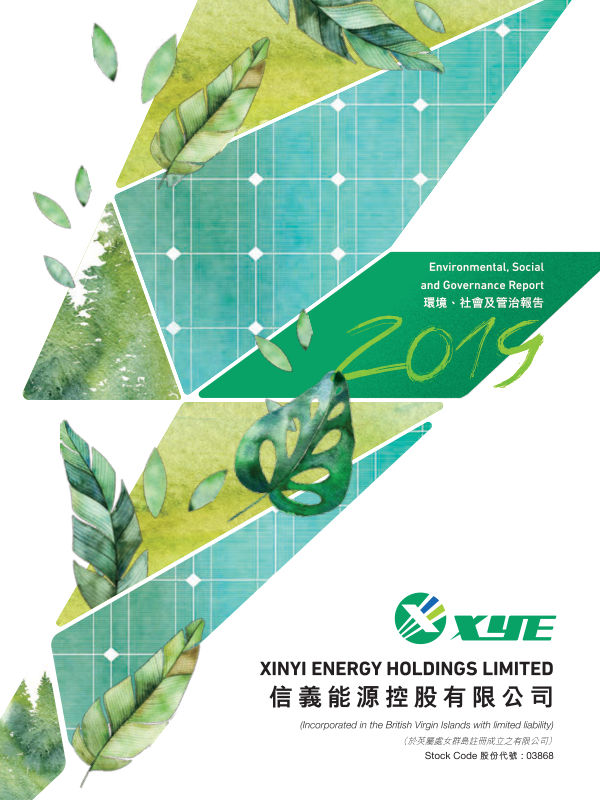 Environmental, Social
and Governance Report
環境、社會及管治報告
2019
XYE
XINYI ENERGY HOLDINGS LIMITED
信義能源控股有限公司
(Incorporated in the British Virgin Islands with limited liability)
（於英屬處女群島註冊成立之有限公司）
Stock Code 股份代號 : 03868